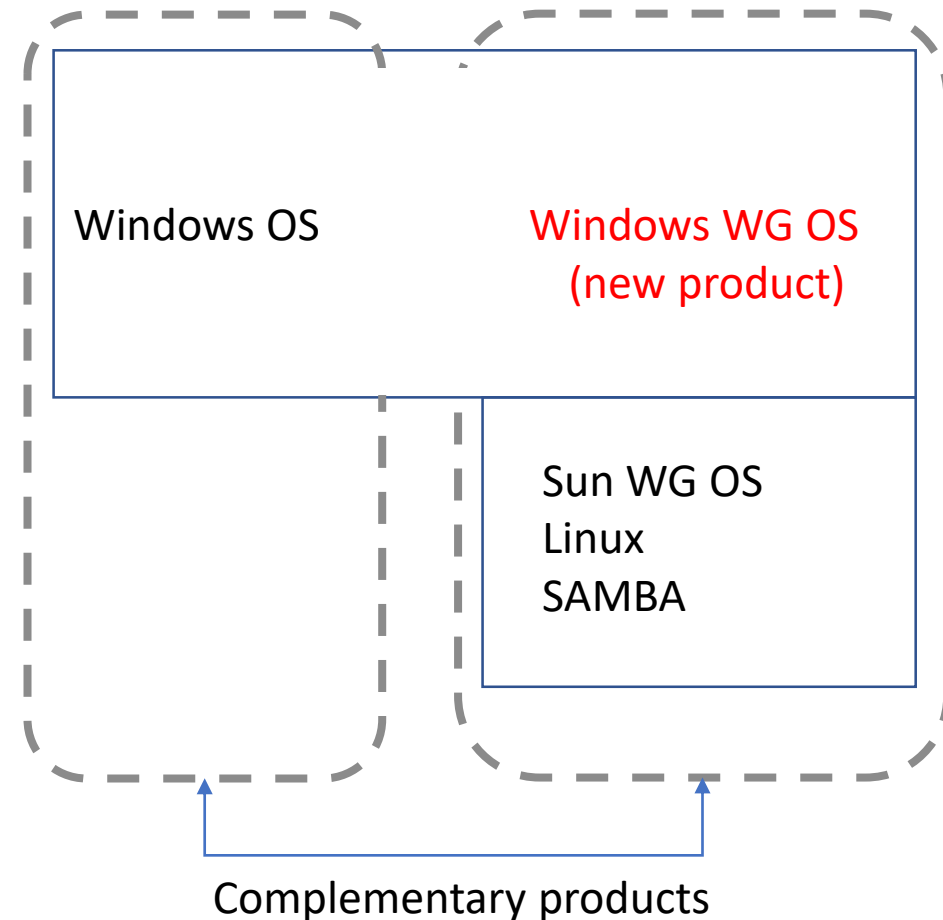 Windows OS
Windows WG OS
(new product)
Sun WG OS
Linux
SAMBA
Complementary products